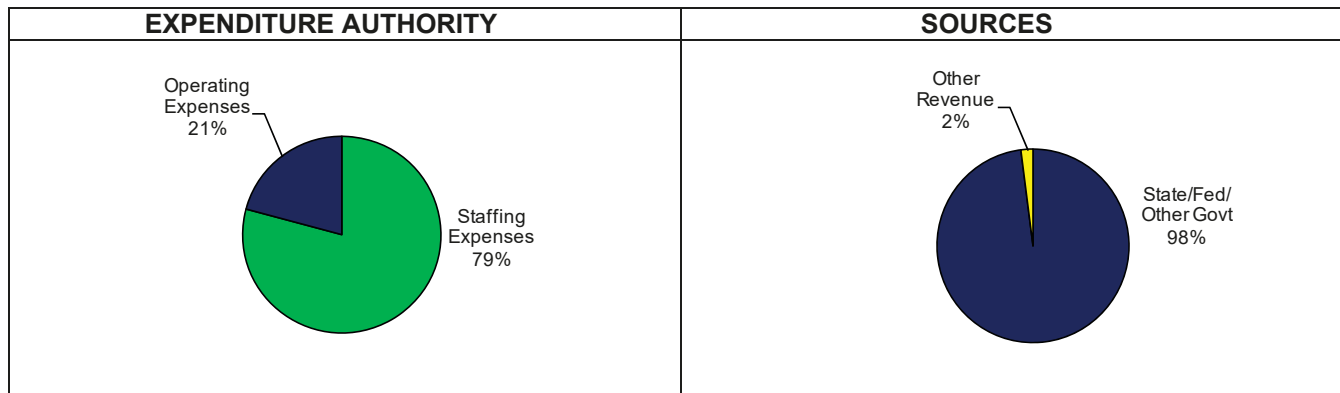 EXPENDITURE AUTHORITY
SOURCES
Operating
Expenses
21%
Staffing
Expenses
79%
Other
Revenue
2%
State/Fed/
Other Govt
98%